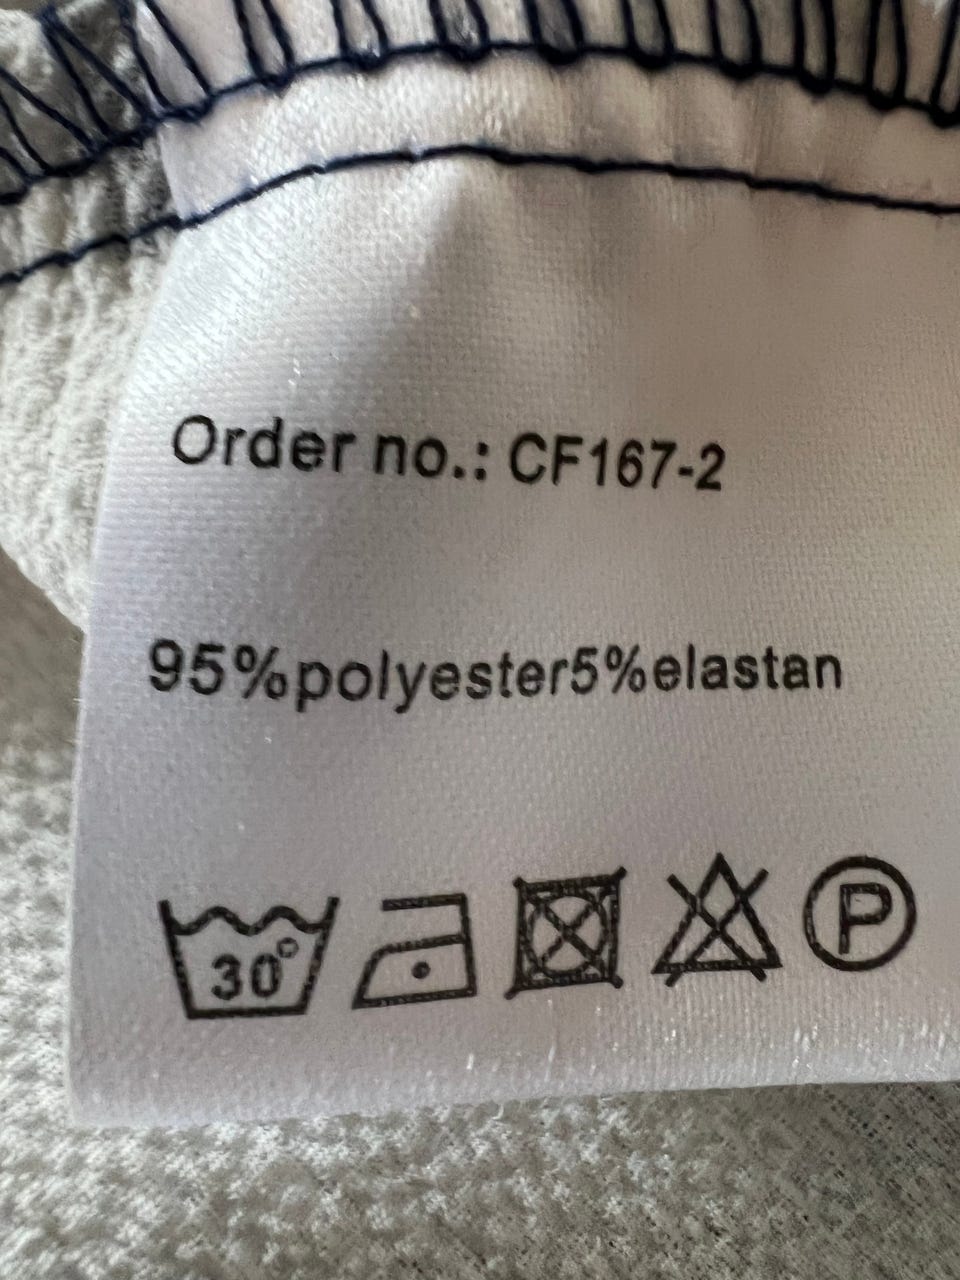 Order no.: CF167-2
95%polyester5%elastan
30° P